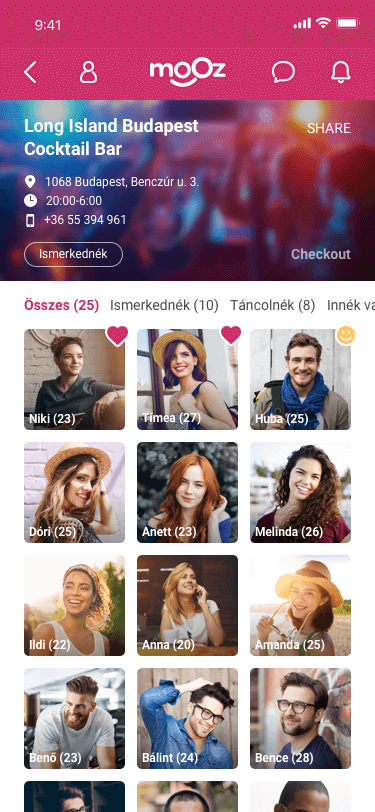 9:41
mooz
Long Island Budapest
SHARE
Cocktail Bar
1068 Budapest, Benczúr u. 3.
20:00-6:00
+36 55 394 961
Ismerkednék
Checkout
Összes (25) Ismerkednék (10) Táncolnék (8) Innék va
Niki (23) Tímea (27) Huba (25)
Dóri (25) Anett (23) Melinda (26)
Ildi (22) Anna (20) Amanda (25)
Benő (23) Bálint (24) Bence (28)